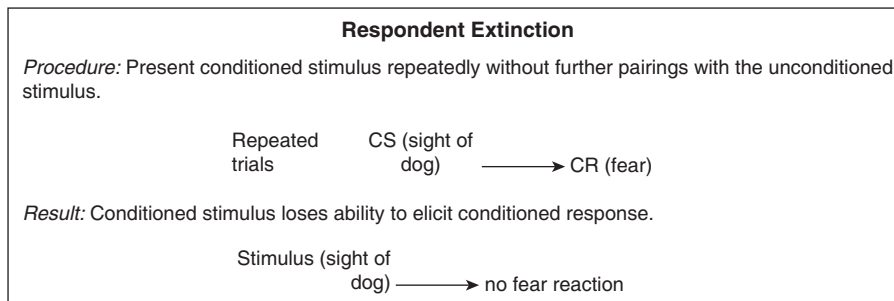 Respondent Extinction
Procedure: Present conditioned stimulus repeatedly without further pairings with the unconditioned
stimulus.
Repeated trials
CS (sight of dog)
CR (fear)
Result: Conditioned stimulus loses ability to elicit conditioned response.
Stimulus (sight of
dog) no fear reaction